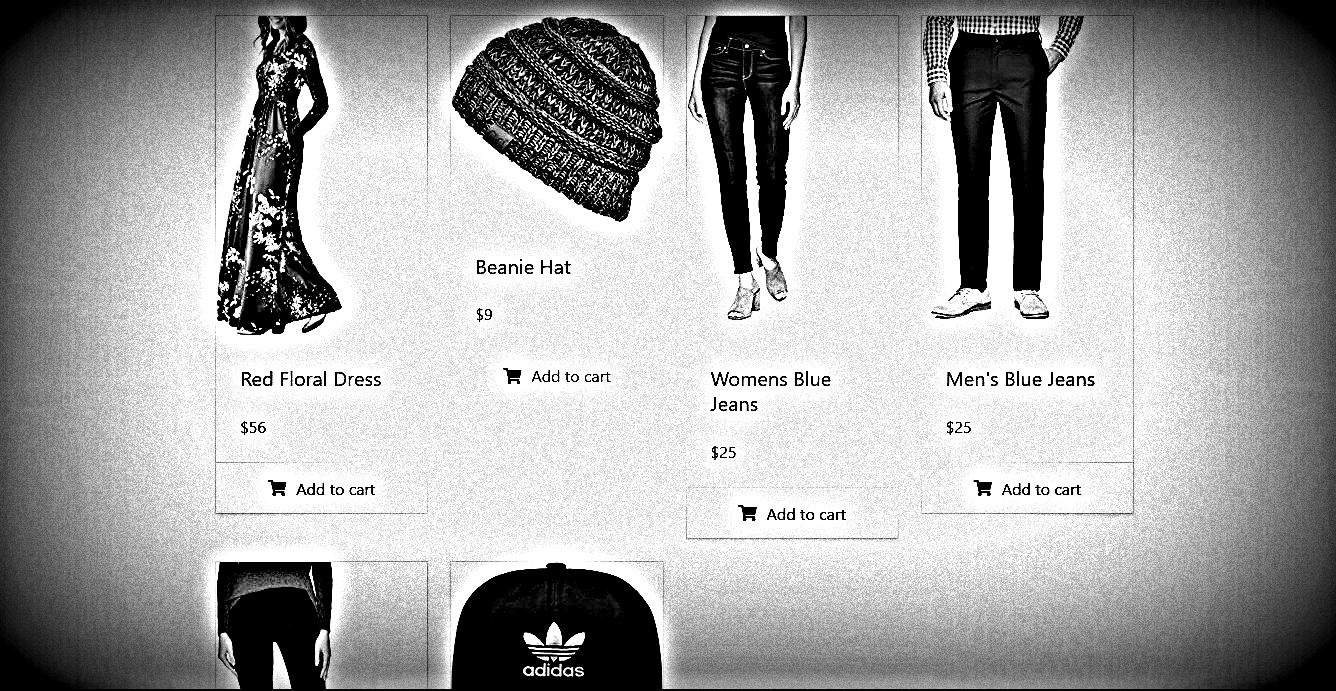 Red Floral Dress
$56
Add to cart
Beanie Hat
$9
Add to cart
Womens Blue
Jeans
$25
Add to cart
Men's Blue Jeans
$25
Add to cart
adidas